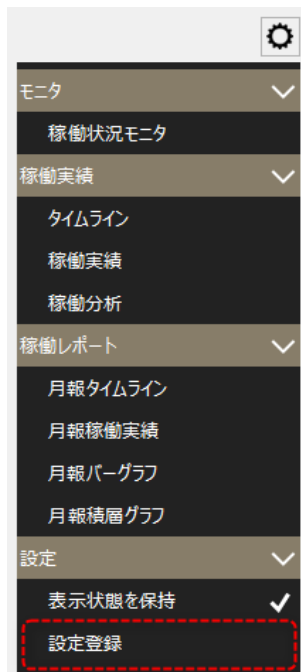 モニタ
稼働状況モニタ
稼働実績
タイムライン
稼働実績
稼働分析
稼働レポート
月報タイムライン
月報稼働実績
月報バーグラフ
月報積層グラフ
設定
表示状態を保持
設定登録